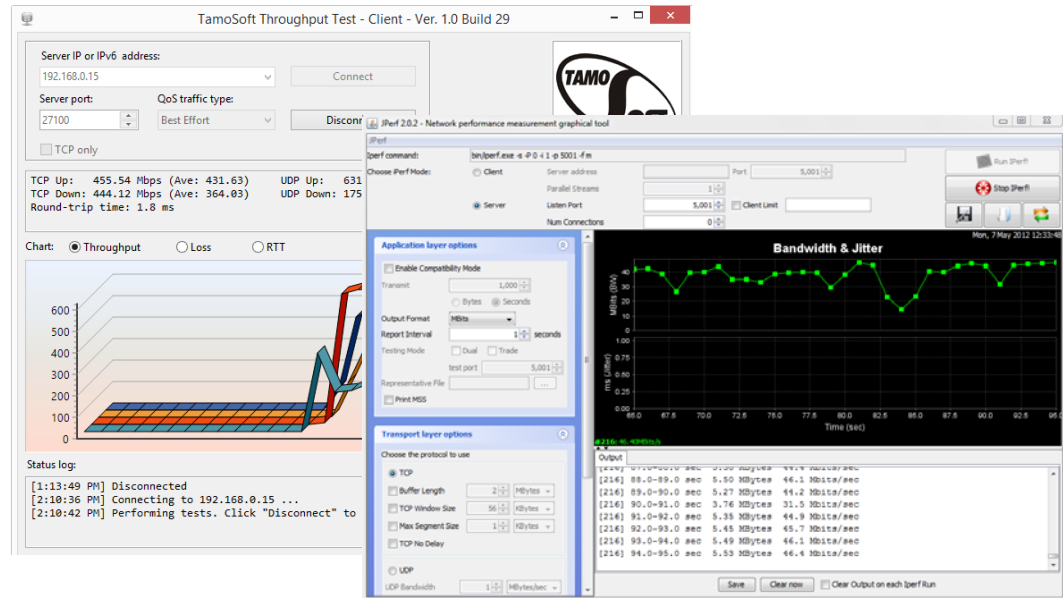 TamoSoft Throughput Test - Client - Ver. 1.0 Build 29
Server IP or IPv6 address:
192.168.0.15
Connect
Server port:
QoS traffic type:
27100
Best Effort
TCP only
TCP Up: 455.54 Mbps (Ave: 431.63) UDP Up: 631
TCP Down: 444.12 Mbps (Ave: 364.03) UDP Down: 175
Round-trip time: 1.8 ms
Chart:
Throughput
Loss
RTT
600
500
400
300
200
100
0
Status log:
[1:13:49 PM] Disconnected
[2:10:36 PM] Connecting to 192.168.0.15 ...
[2:10:42 PM] Performing tests. Click "Disconnect" to
TAMO
JPerf 2.0.2 - Network performance measurement graphical tool
JPerf
Iperf command:
bin/iperf.exe -s -P 0 -i 1 -p 5001 -f m
Choose iPerf Mode:
Client
Server address
Port
5,001
Parallel Streams
1
Server
Listen Port
5,001
Client Limit
Num Connections
0
Run IPerf!
Stop IPerf!
Application layer options
Enable Compatibility Mode
Transmit
1,000
Bytes
Seconds
Output Format
MBits
Report Interval
1
seconds
Testing Mode
Dual
Trade
test port
5,001
Representative File
...
Print MSS
Transport layer options
Choose the protocol to use
TCP
Buffer Length
2
MBytes
TCP Window Size
56
KBytes
Max Segment Size
1
KBytes
TCP No Delay
UDP
UDP Bandwidth
1
MBytes/sec
Mon, 7 May 2012 12:33:48
Bandwidth & Jitter
MBits (BW)
40
30
20
10
0
ms (Jitter)
1.00
0.75
0.50
0.25
0.00
65.0 67.5 70.0 72.5 75.0 77.5 80.0 82.5 85.0 87.5 90.0 92.5 95.
Time (sec)
#216: 46.40MBits/s
Output
[216] 88.0-89.0 sec 5.50 MBytes 46.1 Mbits/sec
[216] 89.0-90.0 sec 5.27 MBytes 44.2 Mbits/sec
[216] 90.0-91.0 sec 3.76 MBytes 31.5 Mbits/sec
[216] 91.0-92.0 sec 5.35 MBytes 44.9 Mbits/sec
[216] 92.0-93.0 sec 5.45 MBytes 45.7 Mbits/sec
[216] 93.0-94.0 sec 5.49 MBytes 46.1 Mbits/sec
[216] 94.0-95.0 sec 5.53 MBytes 46.4 Mbits/sec
Save
Clear now
Clear Output on each Iperf Run